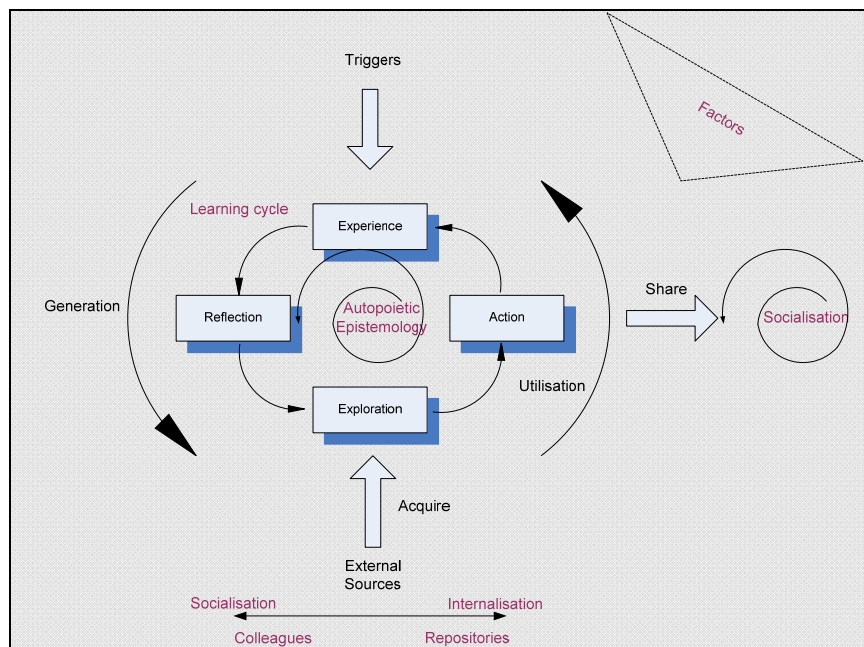 Triggers
Factors
Learning cycle
Experience
Generation
Reflection
Autopoietic
Epistemology
Action
Share
Socialisation
Utilisation
Exploration
Acquire
External
Sources
Socialisation
Internalisation
Colleagues
Repositories